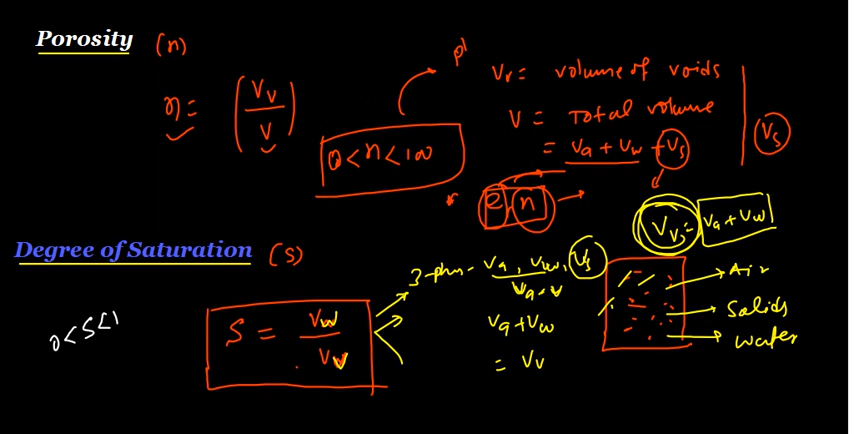 Porosity (n)
η = (Vv / V)
Vv = volume of voids
V = Total volume
= Va + Vw + Vs
Vs
0 < n < 100
e, n
Vv = Va + Vw
Degree of Saturation (S)
3-phas - Va, Vw, Vs
Va + Vw
= Vv
S = Vw / Vv
0 < S < 1
Air
Solids
Water